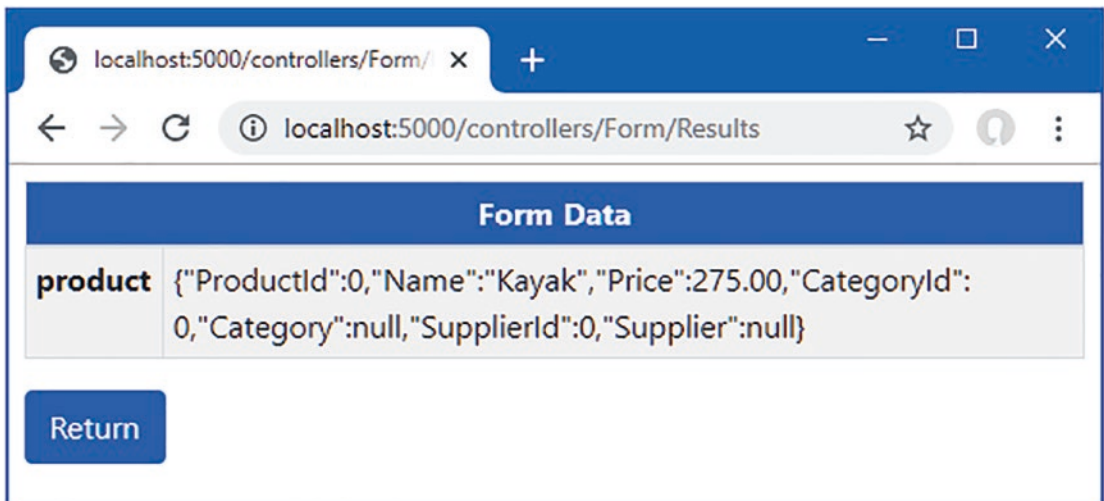 localhost:5000/controllers/Form/
localhost:5000/controllers/Form/Results
Form Data
product {"ProductId":0,"Name":"Kayak","Price":275.00,"CategoryId":
0,"Category":null,"SupplierId":0,"Supplier":null}
Return